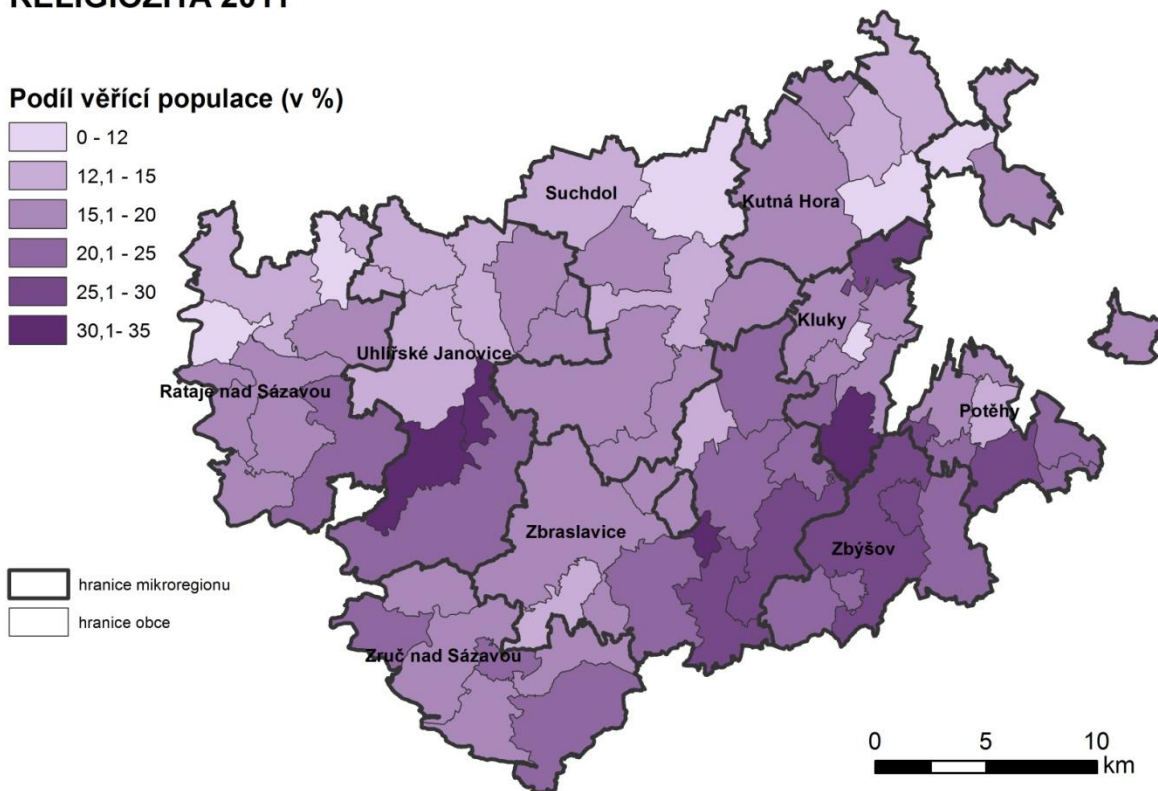 RELIGIOZITA 2011
Podíl věřící populace (v %)
0 - 12
12,1 - 15
15,1 - 20
20,1 - 25
25,1 - 30
30,1- 35
Suchdol
Kutná Hora
Kluky
Uhlířské Janovice
Rataje nad Sázavou
Potěhy
Zbraslavice
Zbýšov
Zruč nad Sázavou
hranice mikroregionu
hranice obce
0 5 10
km